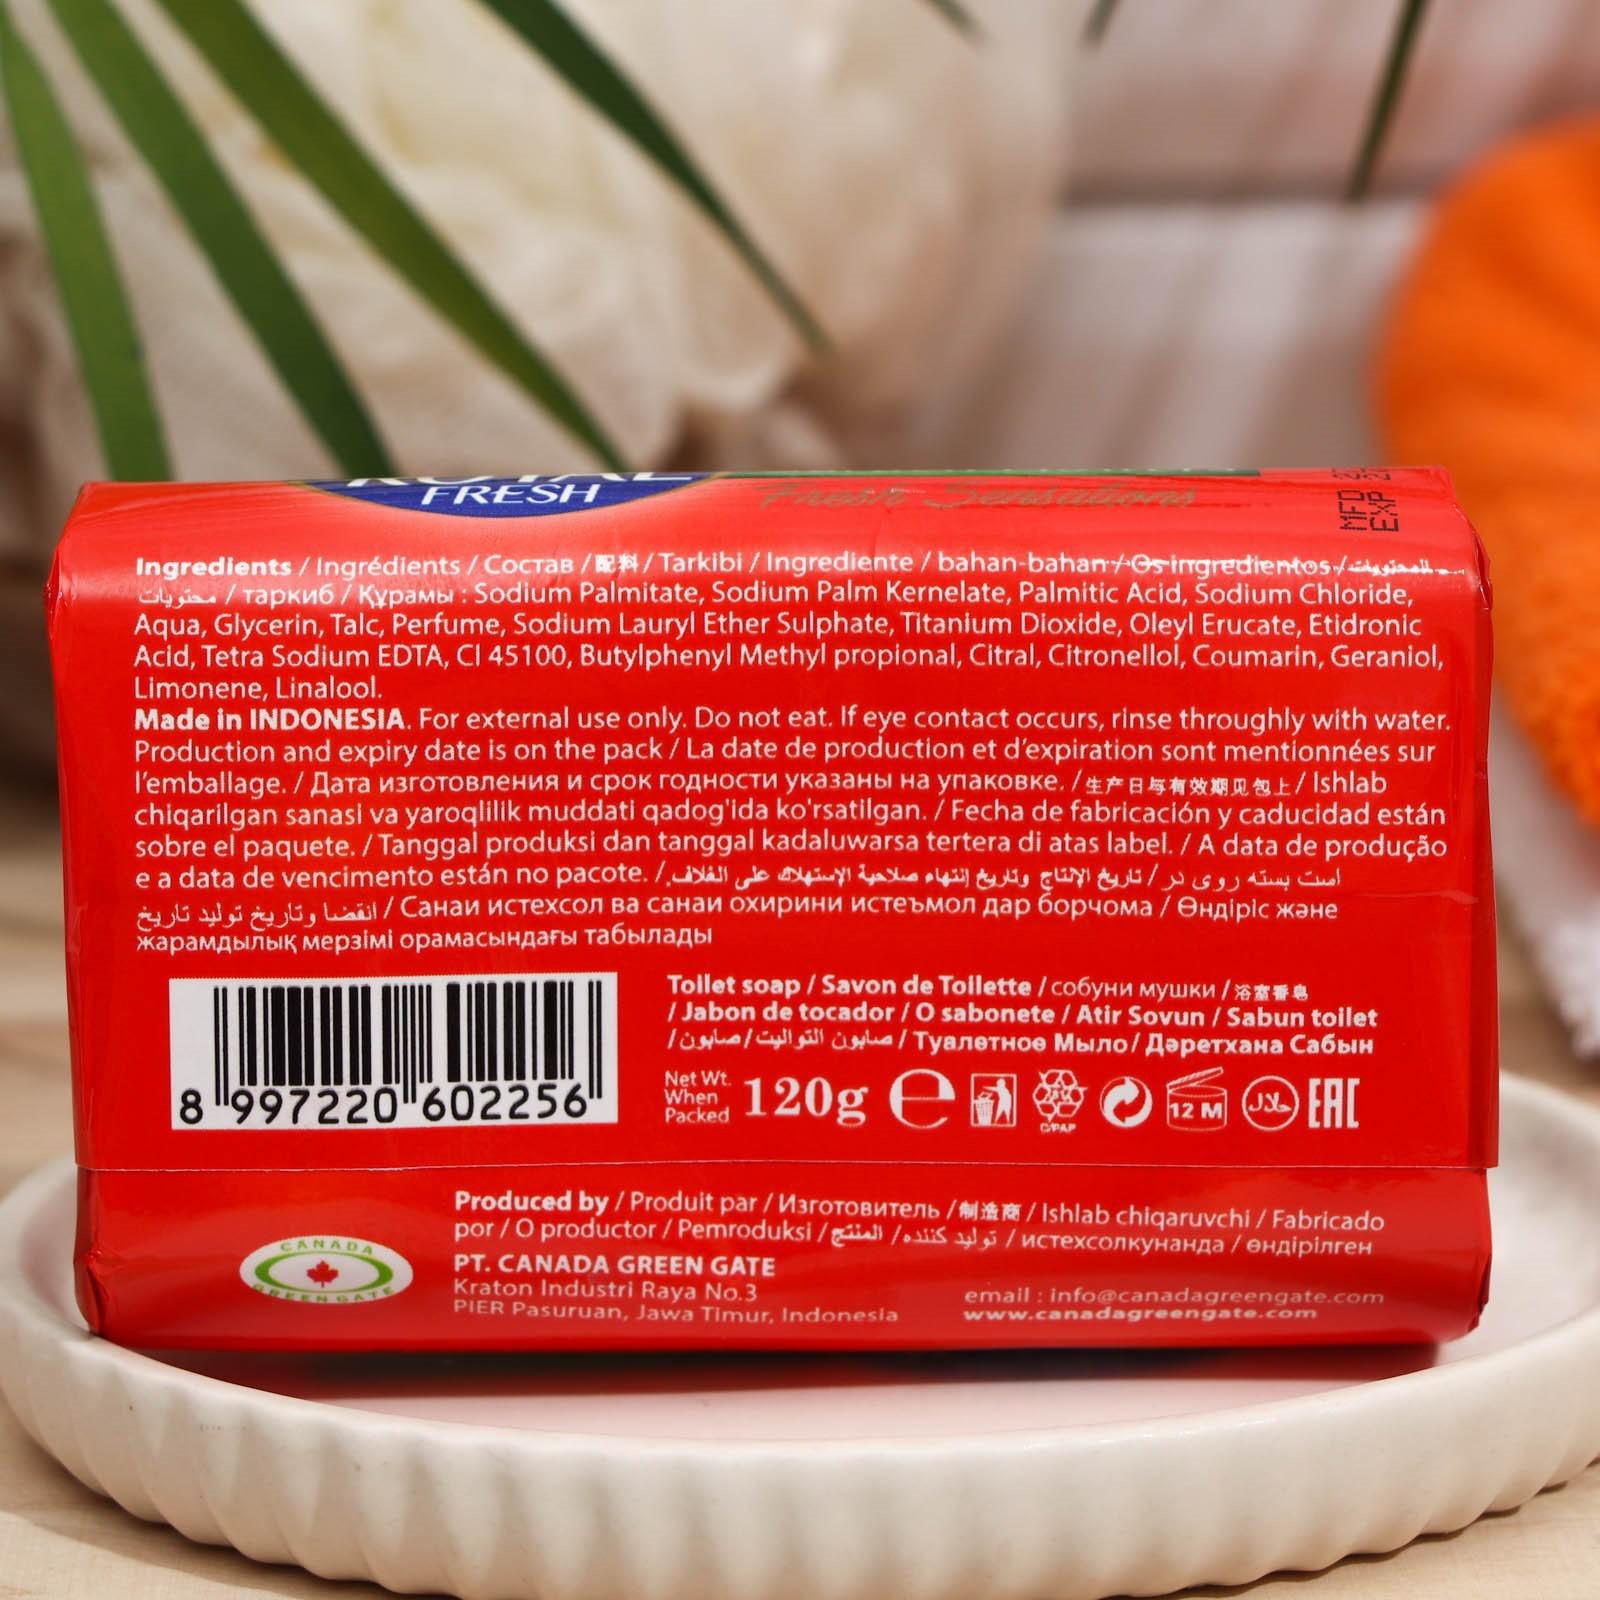 FRESH
Fresh Sensations
MFD
EXP
Ingredients / Ingrédients / Состав / 配料 / Tarkibi / Ingrediente / bahan-bahan / Os ingredientos / المحتويات
محتويات / таркиб / Құрамы : Sodium Palmitate, Sodium Palm Kernelate, Palmitic Acid, Sodium Chloride,
Aqua, Glycerin, Talc, Perfume, Sodium Lauryl Ether Sulphate, Titanium Dioxide, Oleyl Erucate, Etidronic
Acid, Tetra Sodium EDTA, CI 45100, Butylphenyl Methyl propional, Citral, Citronellol, Coumarin, Geraniol,
Limonene, Linalool.
Made in INDONESIA. For external use only. Do not eat. If eye contact occurs, rinse throughly with water.
Production and expiry date is on the pack / La date de production et d'expiration sont mentionnées sur
l'emballage. / Дата изготовления и срок годности указаны на упаковке. / 生产日与有效期见包上 / Ishlab
chiqarilgan sanasi va yaroqlilik muddati qadog'ida ko'rsatilgan. / Fecha de fabricación y caducidad están
sobre el paquete. / Tanggal produksi dan tanggal kadaluwarsa tertera di atas label. / A data de produção
e a data de vencimento están no pacote. / تاريخ الإنتاج وتاريخ إنتهاء صلاحية الإستهلاك على الغلاف. / است بسته روی در
انقضا وتاريخ توليد تاريخ / Санаи истехсол ва санаи охирини истеъмол дар борчома / Өндіріс және
жарамдылық мерзімі орамасындағы табылады
8 997220 602256
Toilet soap / Savon de Toilette / собуни мушки / 浴室香皂
/ Jabon de tocador / O sabonete / Atir Sovun / Sabun toilet
/ صابون / صابون التواليت / Туалетное Мыло / Дəретхана Сабын
Net Wt.
When
Packed
120g
C/PAP
12 M
حلال
EAC
Produced by / Produit par / Изготовитель / 制造商 / Ishlab chiqaruvchi / Fabricado
por / O productor / Pemroduksi / المنتج / تولید کننده / истехсолкунанда / өндірілген
PT. CANADA GREEN GATE
Kraton Industri Raya No.3
PIER Pasuruan, Jawa Timur, Indonesia
email : info@canadagreengate.com
www.canadagreengate.com
CANADA
GREEN GATE